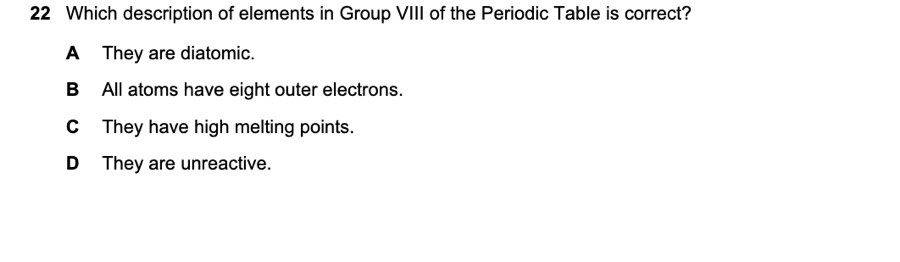 22 Which description of elements in Group VIII of the Periodic Table is correct?
A They are diatomic.
B All atoms have eight outer electrons.
C They have high melting points.
D They are unreactive.